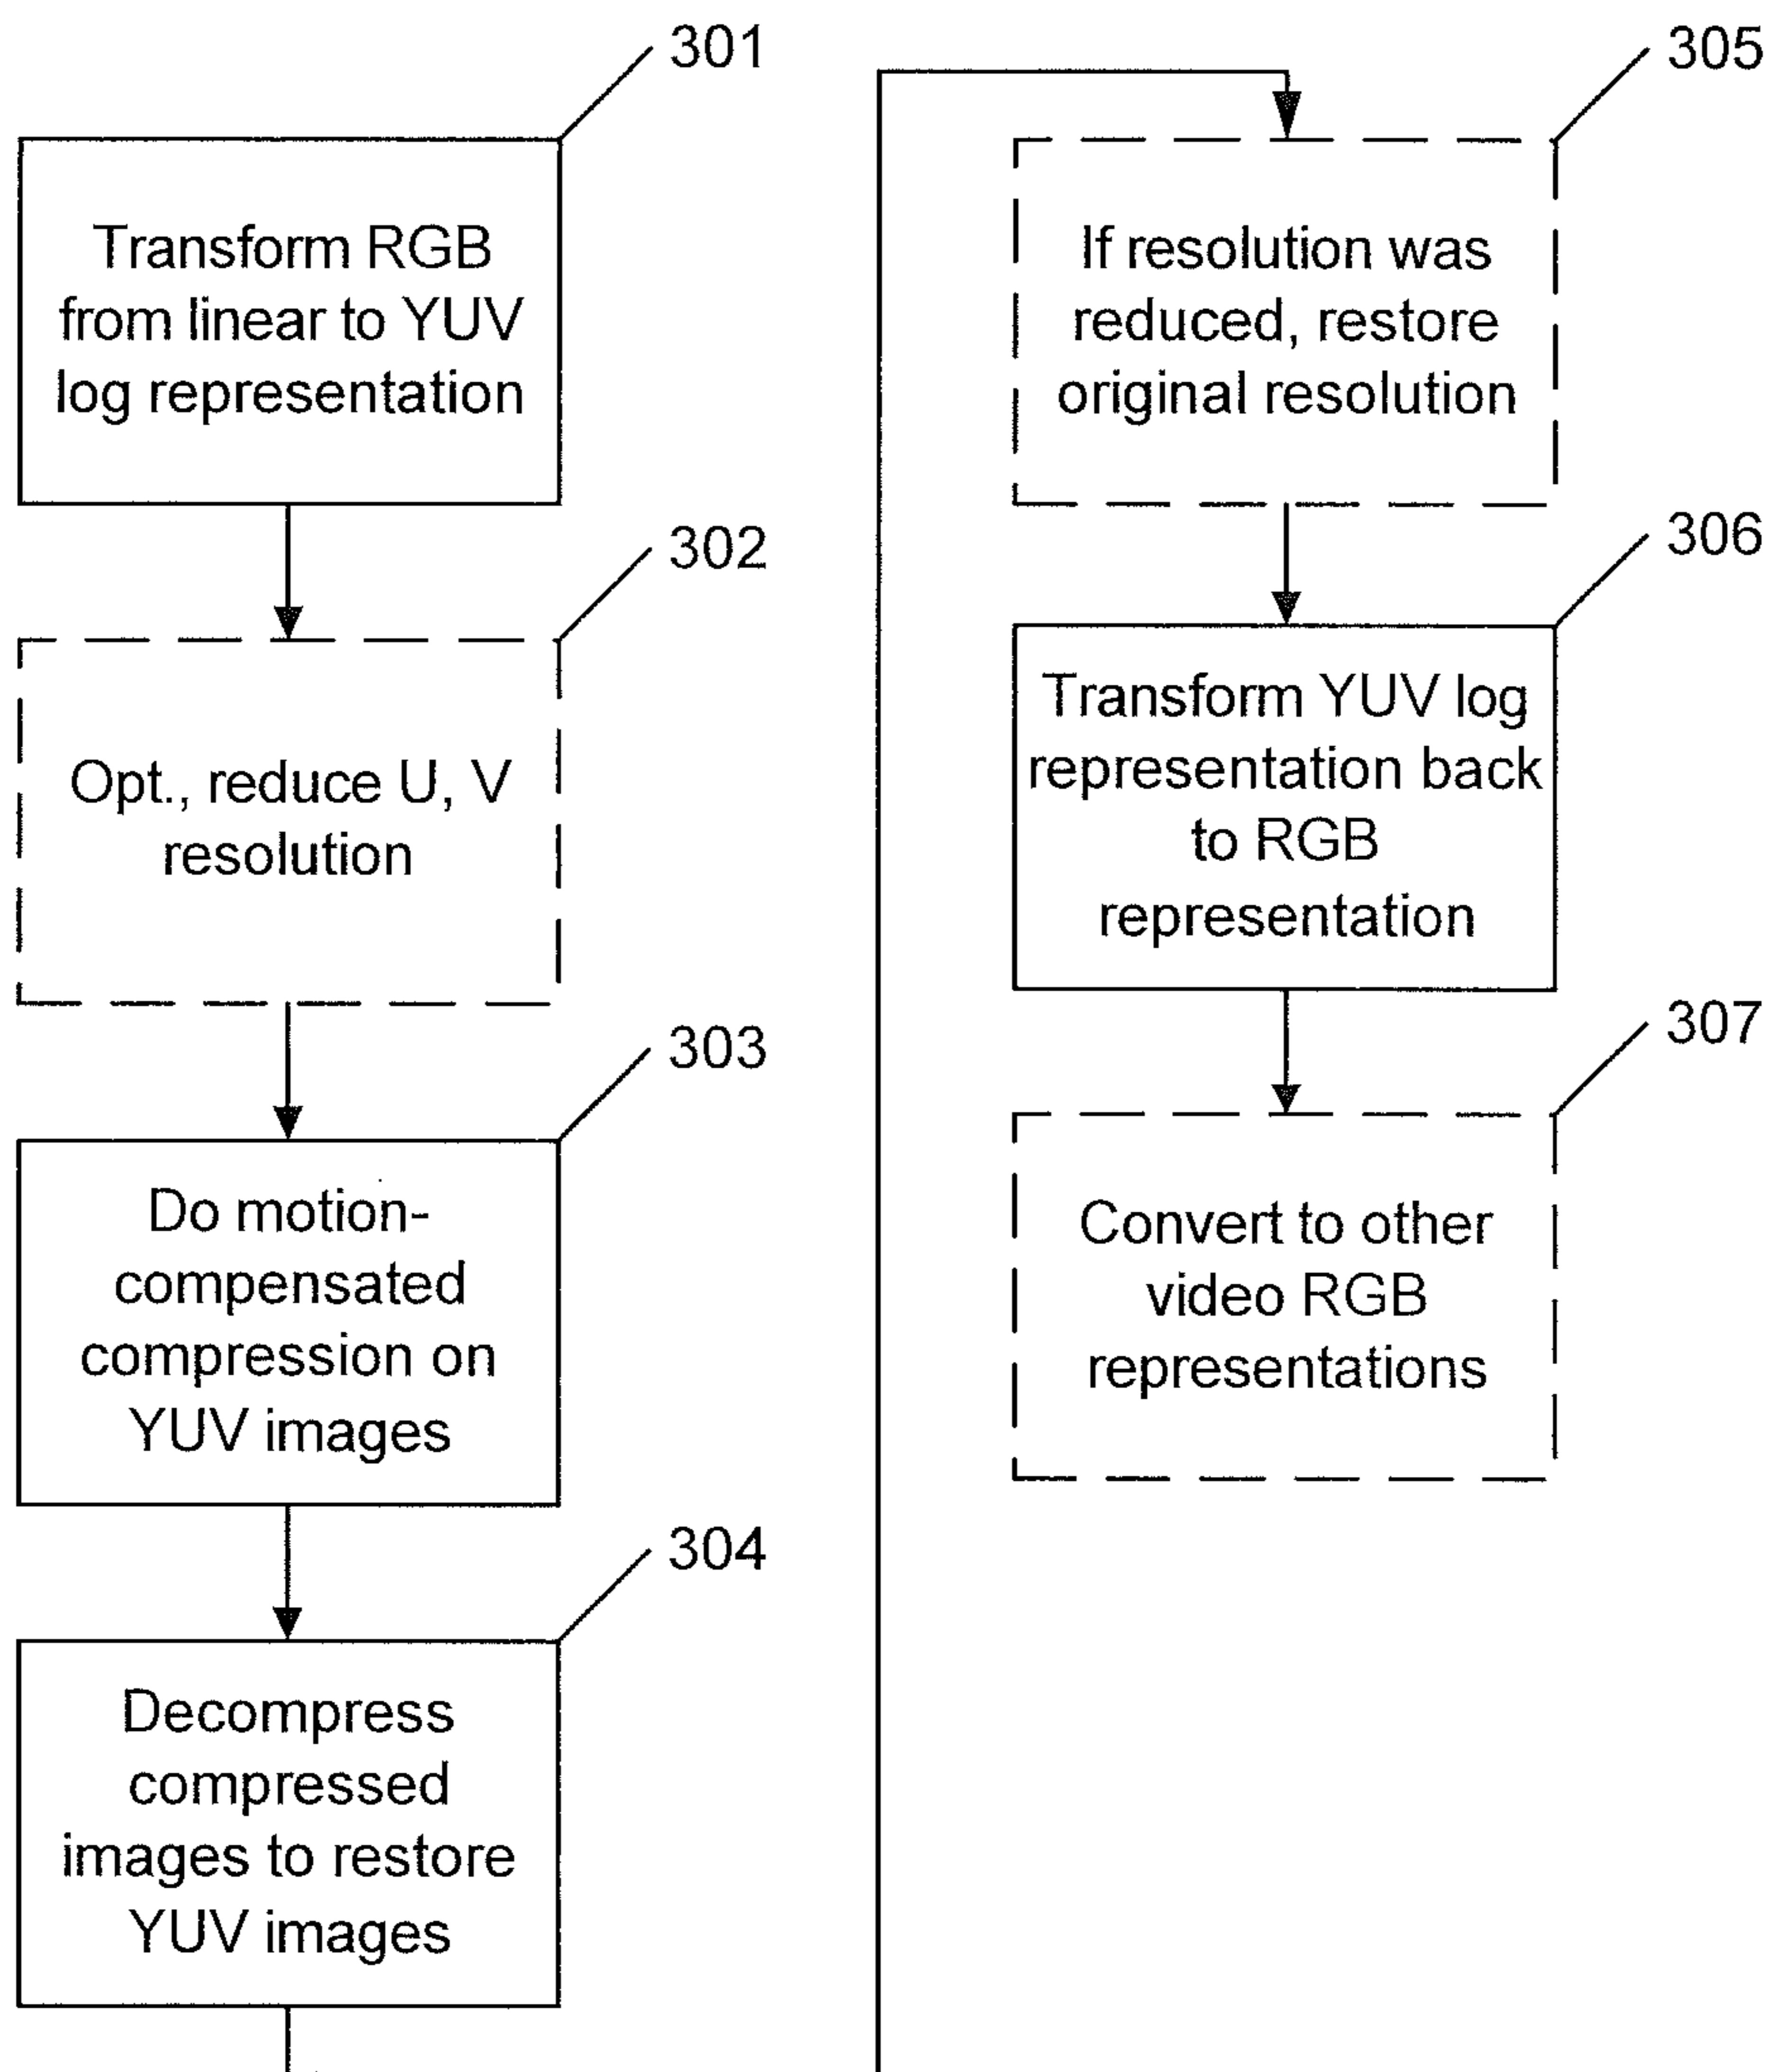 301
Transform RGB
from linear to YUV
log representation
302
Opt., reduce U, V
resolution
303
Do motion-
compensated
compression on
YUV images
304
Decompress
compressed
images to restore
YUV images
305
If resolution was
reduced, restore
original resolution
306
Transform YUV log
representation back
to RGB
representation
307
Convert to other
video RGB
representations